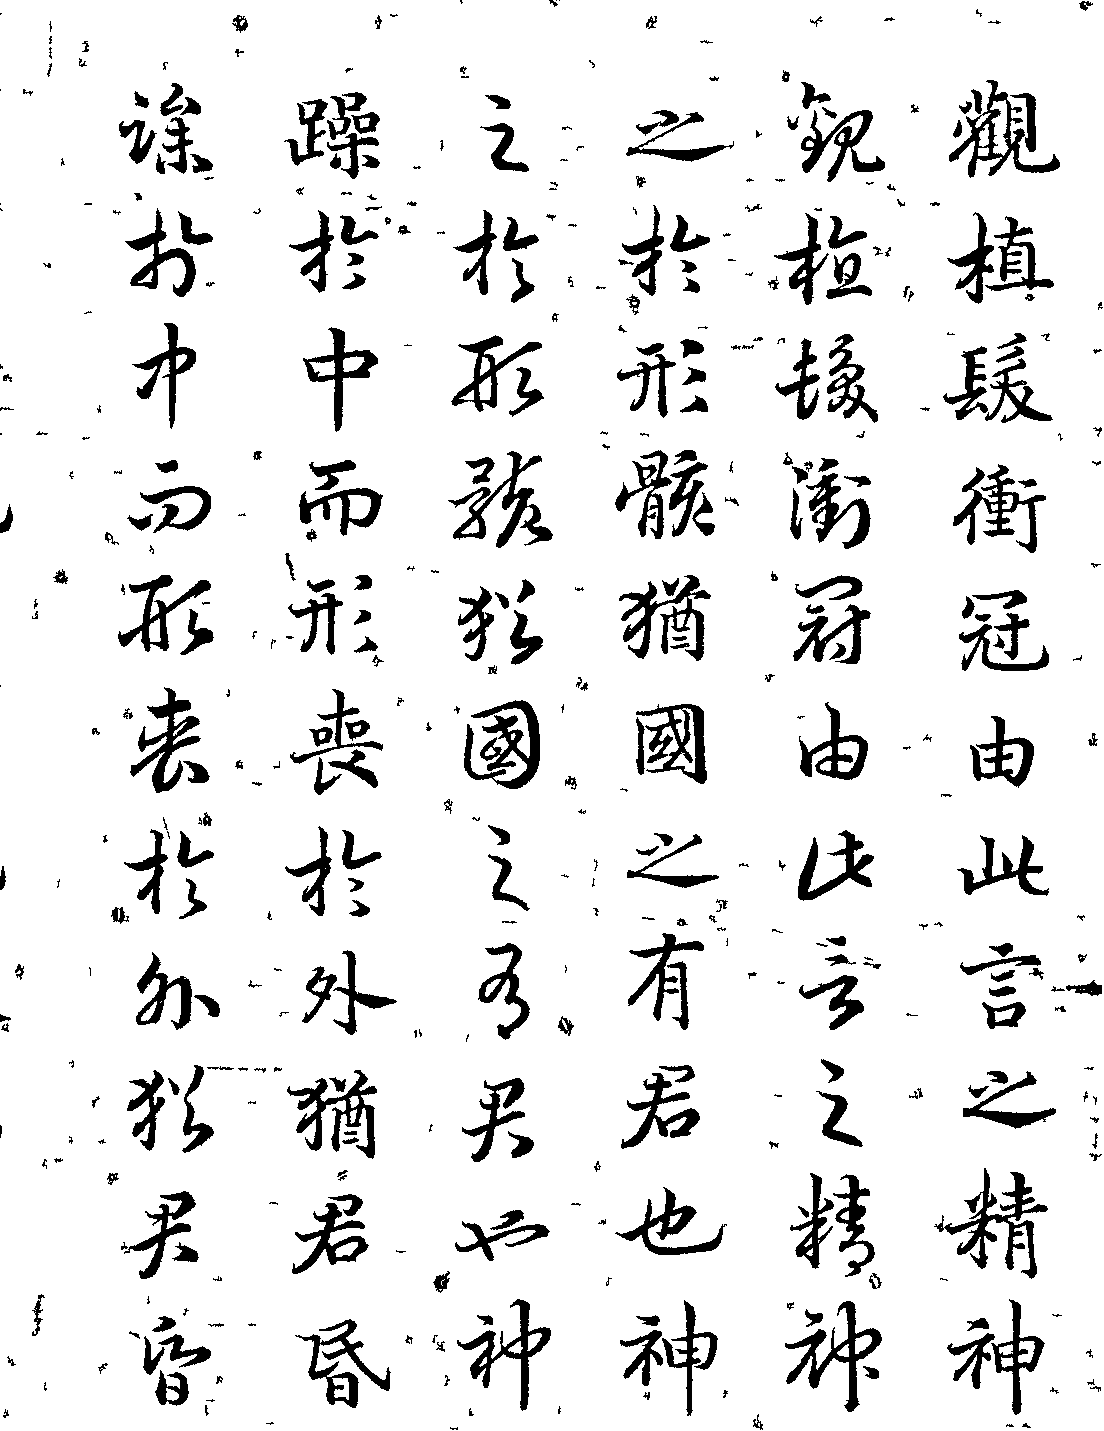 觀植髮衝冠由此言之精神
觀植髮衝冠由此言之精神
之於形骸猶國之有君也神
之於形骸猶國之有君也神
躁於中而形喪於外猶君昏
躁於中而形喪於外猶君昏